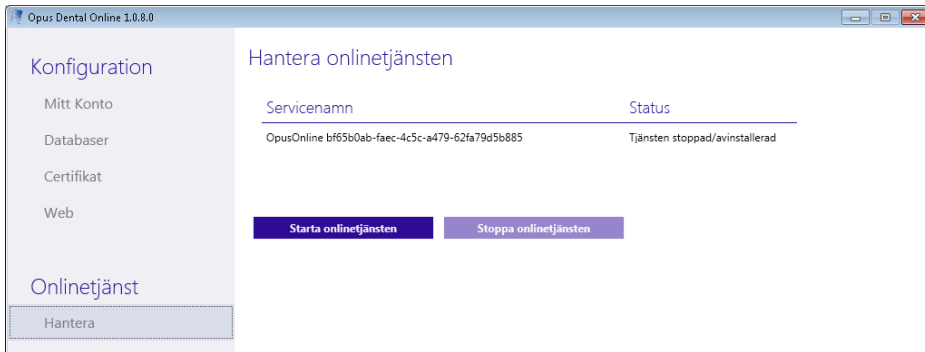 Opus Dental Online 1.0.8.0
Konfiguration
Mitt Konto
Databaser
Certifikat
Web
Onlinetjänst
Hantera
Hantera onlinetjänsten
Servicenamn Status
OpusOnline bf65b0ab-faec-4c5c-a479-62fa79d5b885 Tjänsten stoppad/avinstallerad
Starta onlinetjänsten Stoppa onlinetjänsten